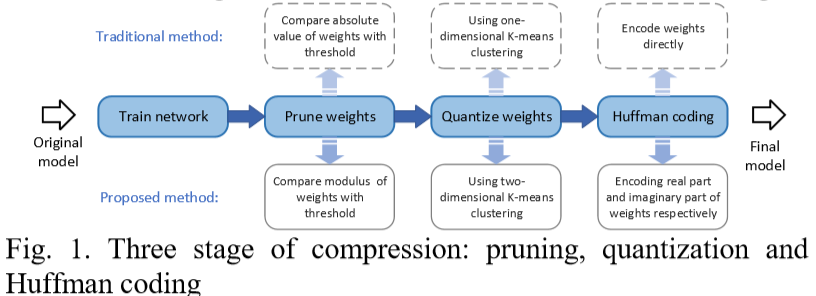 Traditional method:
Compare absolute
value of weights with
threshold
Using one-
dimensional K-means
clustering
Encode weights
directly
Original
model
Train network
Prune weights
Quantize weights
Huffman coding
Final
model
Proposed method:
Compare modulus of
weights with
threshold
Using two-
dimensional K-means
clustering
Encoding real part
and imaginary part of
weights respectively
Fig. 1. Three stage of compression: pruning, quantization and
Huffman coding